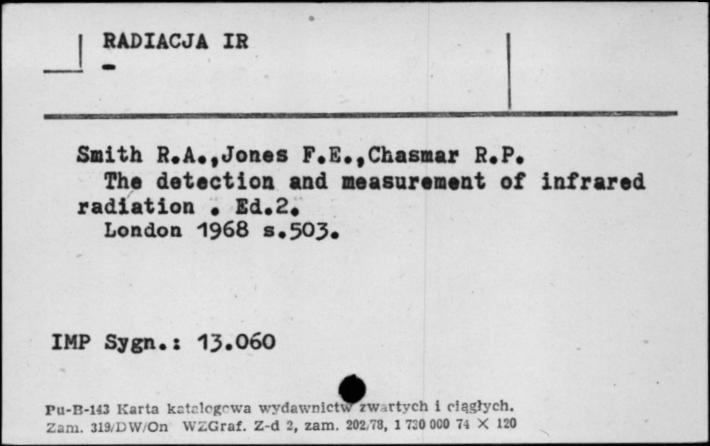 RADIACJA IR
Smith R.A.,Jones F.E.,Chasmar R.P.
The detection and measurement of infrared
radiation . Ed.2.
London 1968 s.503.
IMP Sygn.: 13.060
Pu-B-143 Karta katalogowa wydawnictw zwartych i ciągłych.
Zam. 319/DW/On WZGraf. Z-d 2, zam. 202/78, 1 730 000 74 X 120